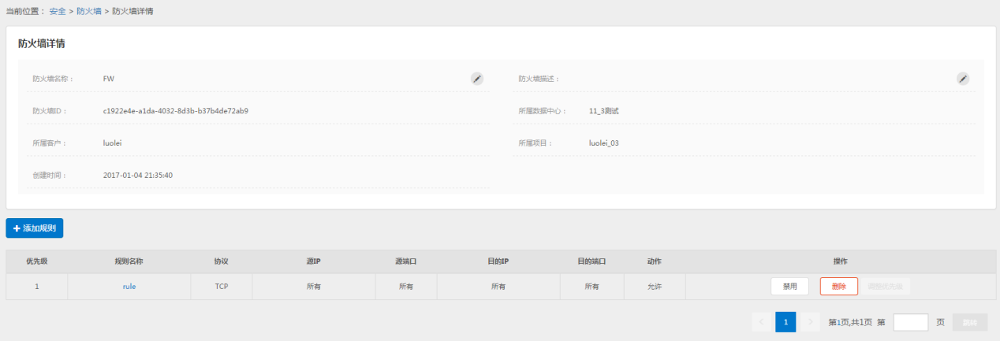 当前位置： 安全 > 防火墙 > 防火墙详情
防火墙详情
防火墙名称： FW 防火墙描述：
防火墙ID： c1922e4e-a1da-4032-8d3b-b37b4de72ab9 所属数据中心： 11_3测试
所属客户： luolei 所属项目： luolei_03
创建时间： 2017-01-04 21:35:40
添加规则
优先级 规则名称 协议 源IP 源端口 目的IP 目的端口 动作 操作
1 rule TCP 所有 所有 所有 所有 允许 禁用 删除 调整优先级
1 第1页,共1页 第 页 跳转